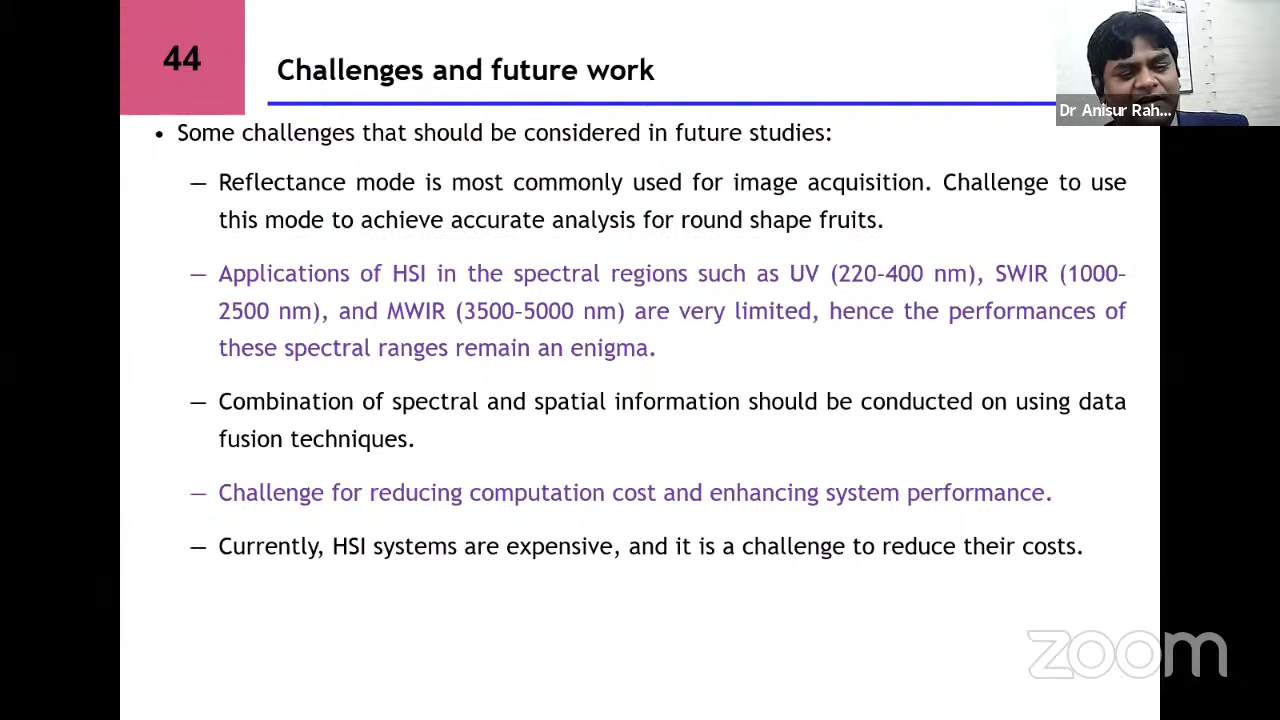 44
Challenges and future work
Dr Anisur Rah...
• Some challenges that should be considered in future studies:
– Reflectance mode is most commonly used for image acquisition. Challenge to use
this mode to achieve accurate analysis for round shape fruits.
– Applications of HSI in the spectral regions such as UV (220–400 nm), SWIR (1000–
2500 nm), and MWIR (3500–5000 nm) are very limited, hence the performances of
these spectral ranges remain an enigma.
– Combination of spectral and spatial information should be conducted on using data
fusion techniques.
– Challenge for reducing computation cost and enhancing system performance.
– Currently, HSI systems are expensive, and it is a challenge to reduce their costs.
zoom